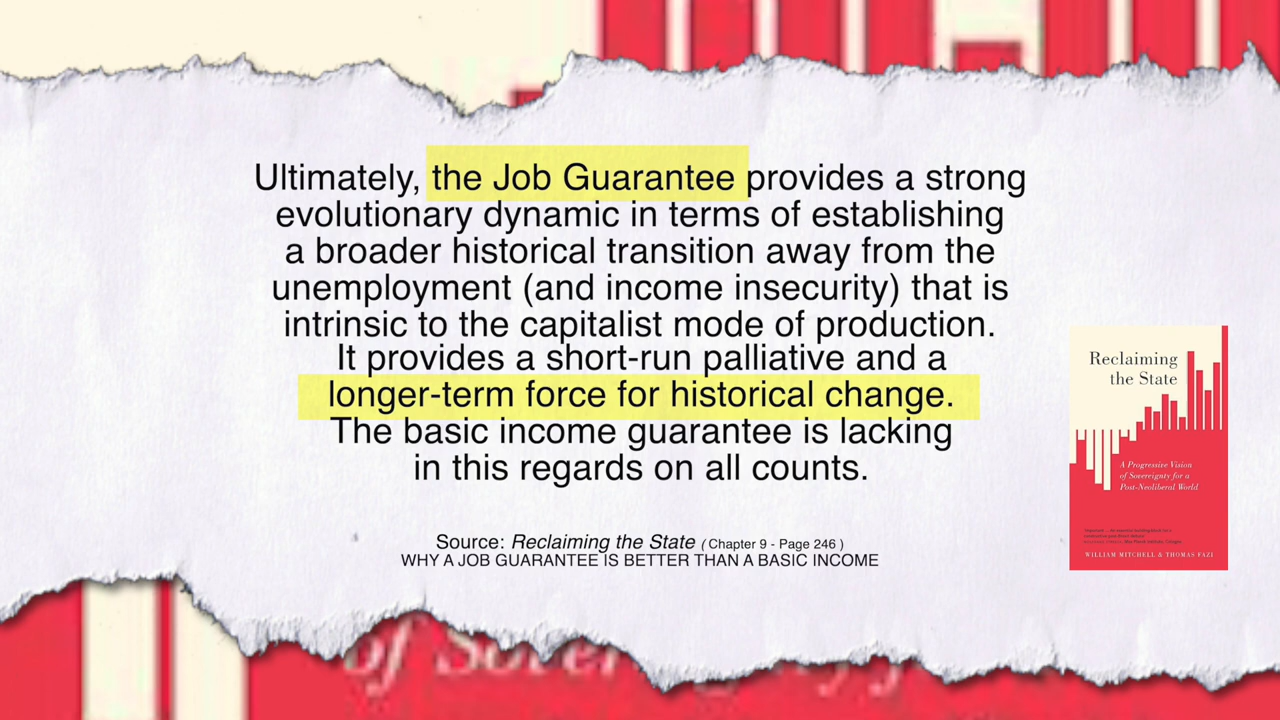 Ultimately, the Job Guarantee provides a strong
evolutionary dynamic in terms of establishing
a broader historical transition away from the
unemployment (and income insecurity) that is
intrinsic to the capitalist mode of production.
It provides a short-run palliative and a
longer-term force for historical change.
The basic income guarantee is lacking
in this regards on all counts.
Source: Reclaiming the State ( Chapter 9 - Page 246 )
WHY A JOB GUARANTEE IS BETTER THAN A BASIC INCOME
Reclaiming
the State
A Progressive Vision
of Sovereignty for a
Post-Neoliberal World
WILLIAM MITCHELL & THOMAS FAZI